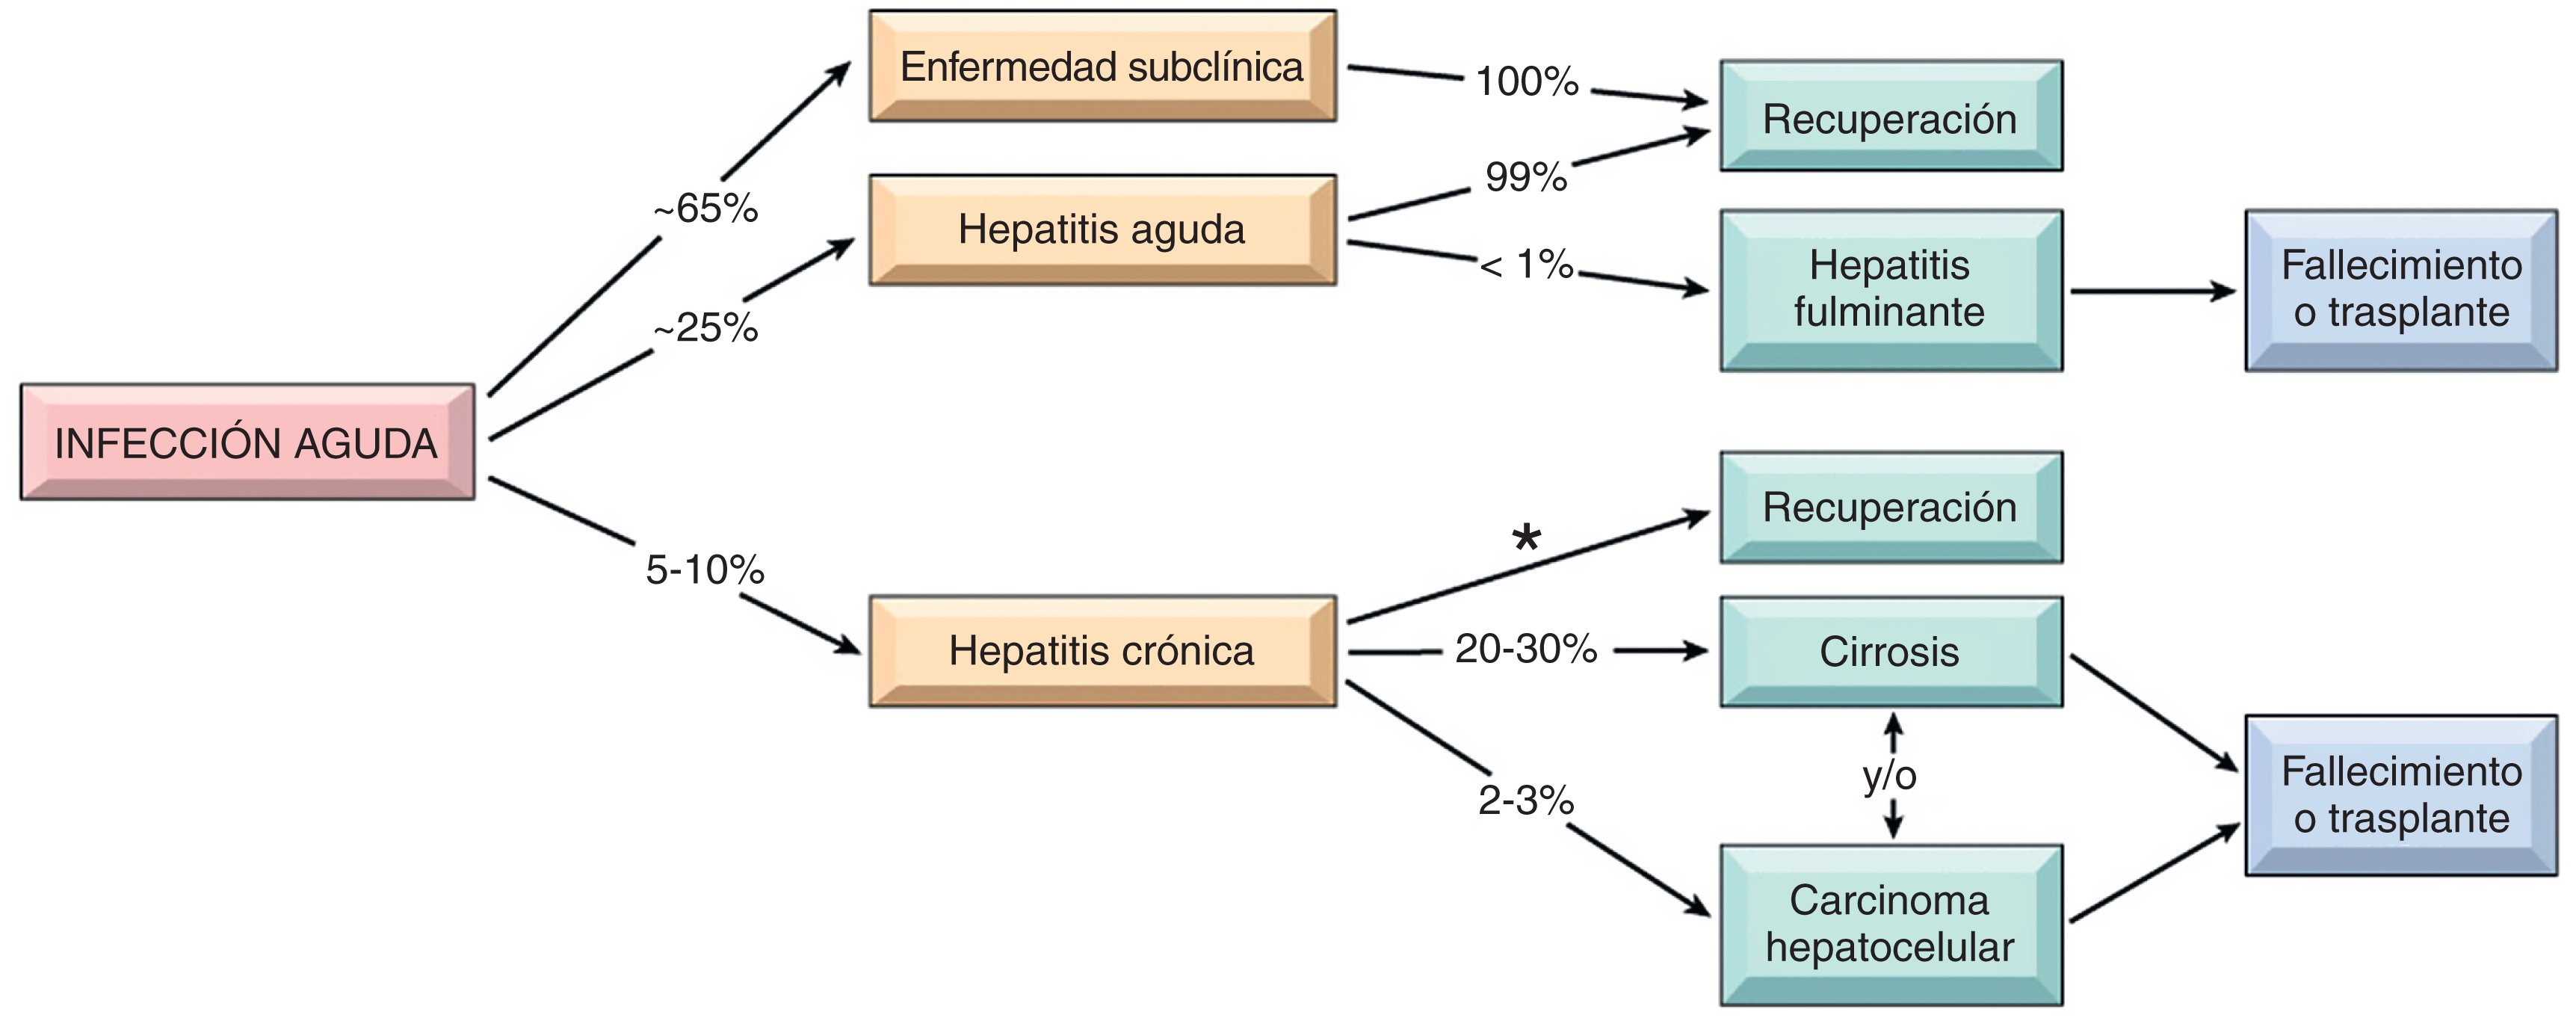 Enfermedad subclínica
100%
Recuperación
~65%
Hepatitis aguda
99%
< 1%
Hepatitis
fulminante
Fallecimiento
o trasplante
~25%
INFECCIÓN AGUDA
5-10%
Hepatitis crónica
*
Recuperación
20-30%
Cirrosis
y/o
2-3%
Carcinoma
hepatocelular
Fallecimiento
o trasplante